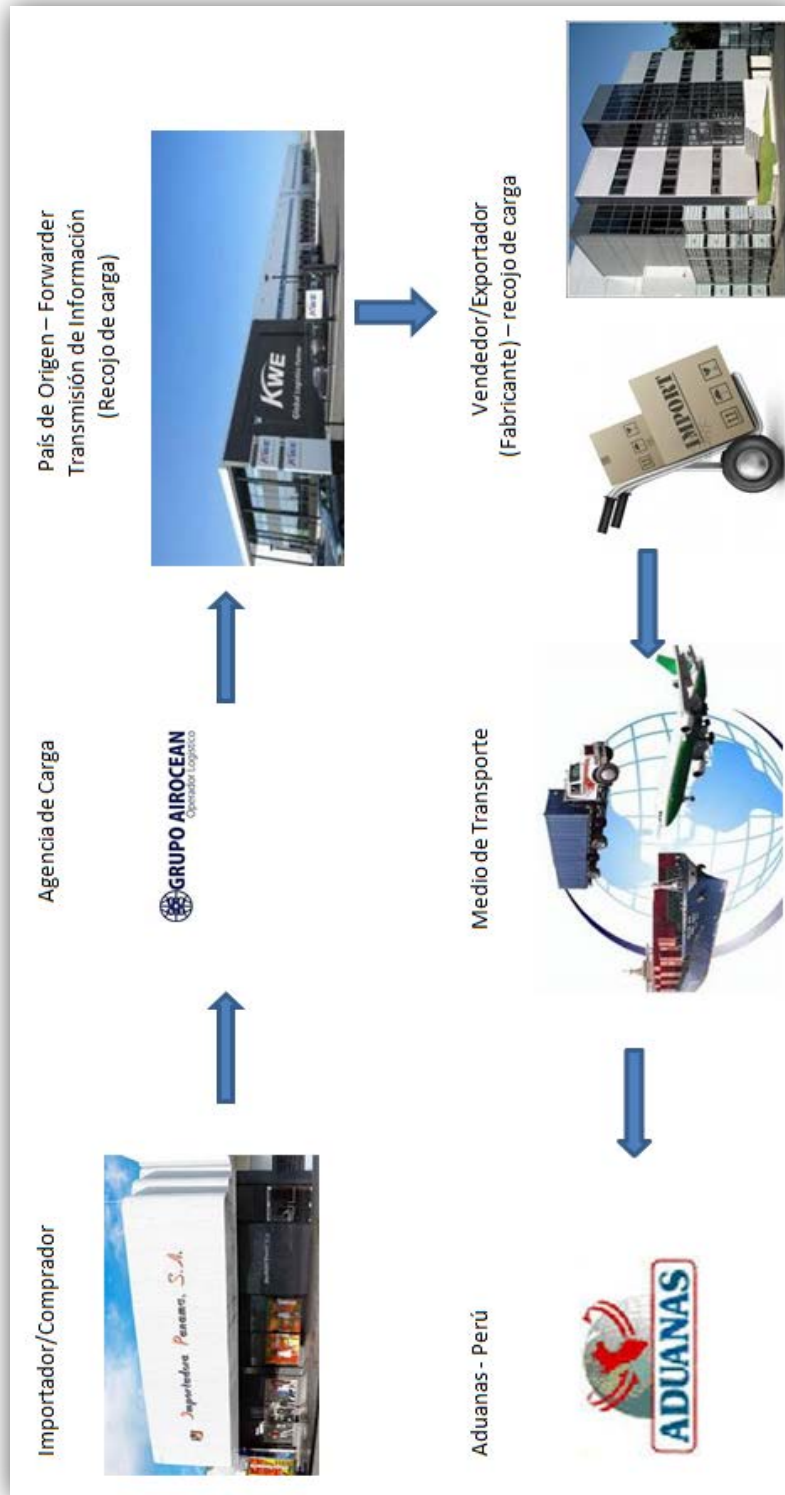 Importador/Comprador
Importadora Panamá, S.A.
Agencia de Carga
GRUPO AIROCEAN
Operador Logístico
País de Origen – Forwarder
Transmisión de Información
(Recojo de carga)
KWE
Global Logistics Partner
KWE
Vendedor/Exportador
(Fabricante) – recojo de carga
IMPORT
Medio de Transporte
Aduanas - Perú
ADUANAS